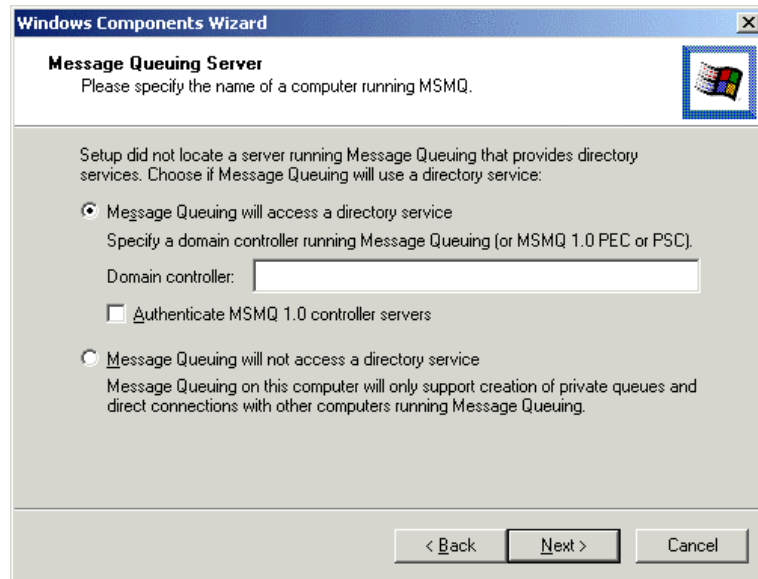 Windows Components Wizard
Message Queuing Server
Please specify the name of a computer running MSMQ.
Setup did not locate a server running Message Queuing that provides directory
services. Choose if Message Queuing will use a directory service:
Message Queuing will access a directory service
Specify a domain controller running Message Queuing (or MSMQ 1.0 PEC or PSC).
Domain controller:
Authenticate MSMQ 1.0 controller servers
Message Queuing will not access a directory service
Message Queuing on this computer will only support creation of private queues and
direct connections with other computers running Message Queuing.
< Back Next > Cancel